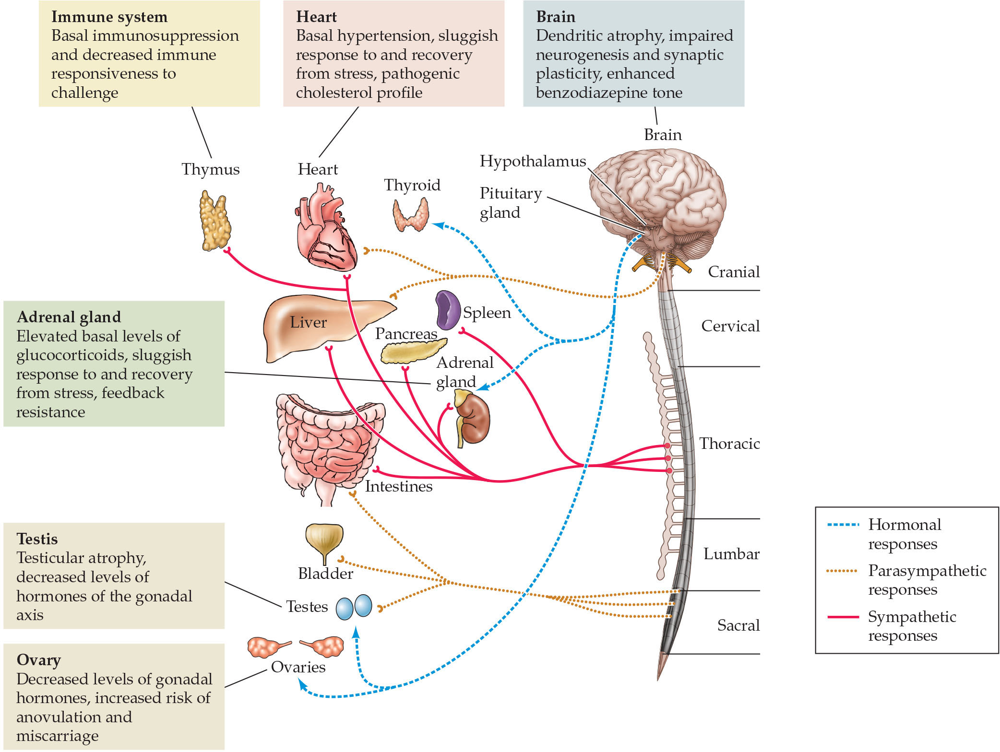 Immune system
Basal immunosuppression
and decreased immune
responsiveness to
challenge
Heart
Basal hypertension, sluggish
response to and recovery
from stress, pathogenic
cholesterol profile
Brain
Dendritic atrophy, impaired
neurogenesis and synaptic
plasticity, enhanced
benzodiazepine tone
Brain
Hypothalamus
Thymus
Heart
Thyroid
Pituitary
gland
Cranial
Adrenal gland
Elevated basal levels of
glucocorticoids, sluggish
response to and recovery
from stress, feedback
resistance
Liver
Spleen
Pancreas
Adrenal
gland
Cervical
Thoracic
Intestines
Testis
Testicular atrophy,
decreased levels of
hormones of the gonadal
axis
Bladder
Testes
Lumbar
Sacral
Ovary
Decreased levels of gonadal
hormones, increased risk of
anovulation and
miscarriage
Ovaries
Hormonal
responses
Parasympathetic
responses
Sympathetic
responses